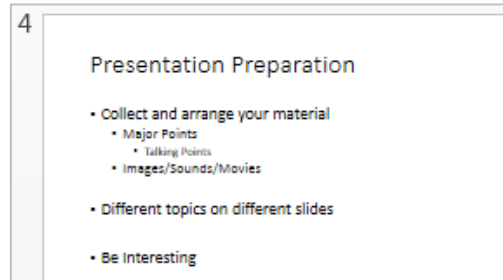 4
Presentation Preparation
▪ Collect and arrange your material
▪ Major Points
▪ Talking Points
▪ Images/Sounds/Movies
▪ Different topics on different slides
▪ Be Interesting